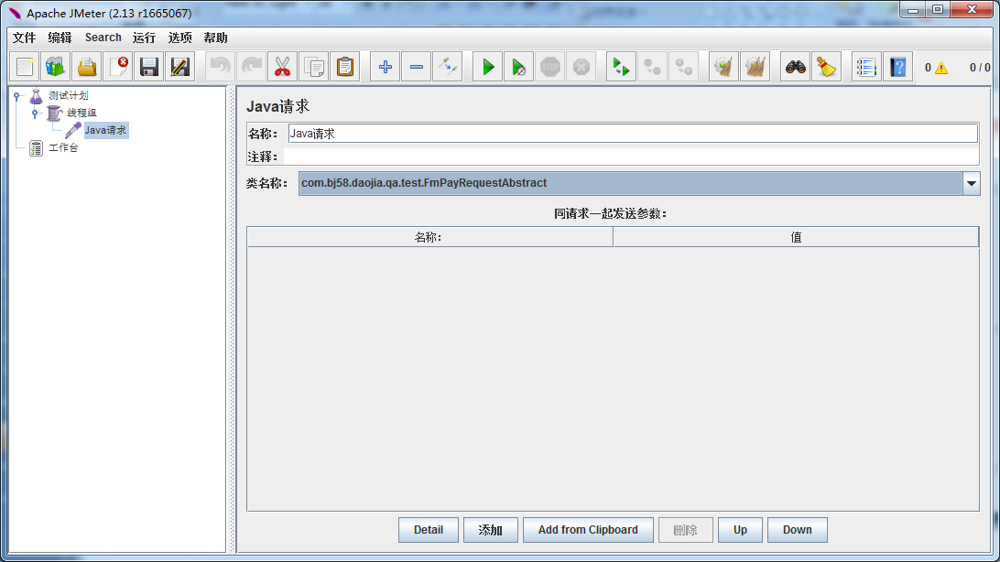 Apache JMeter (2.13 r1665067)
文件 编辑 Search 运行 选项 帮助
STOP 0 0 / 0
测试计划
线程组
Java请求
工作台
Java请求
名称： Java请求
注释：
类名称： com.bj58.daojia.qa.test.FmPayRequestAbstract
同请求一起发送参数：
名称： 值
Detail 添加 Add from Clipboard 删除 Up Down